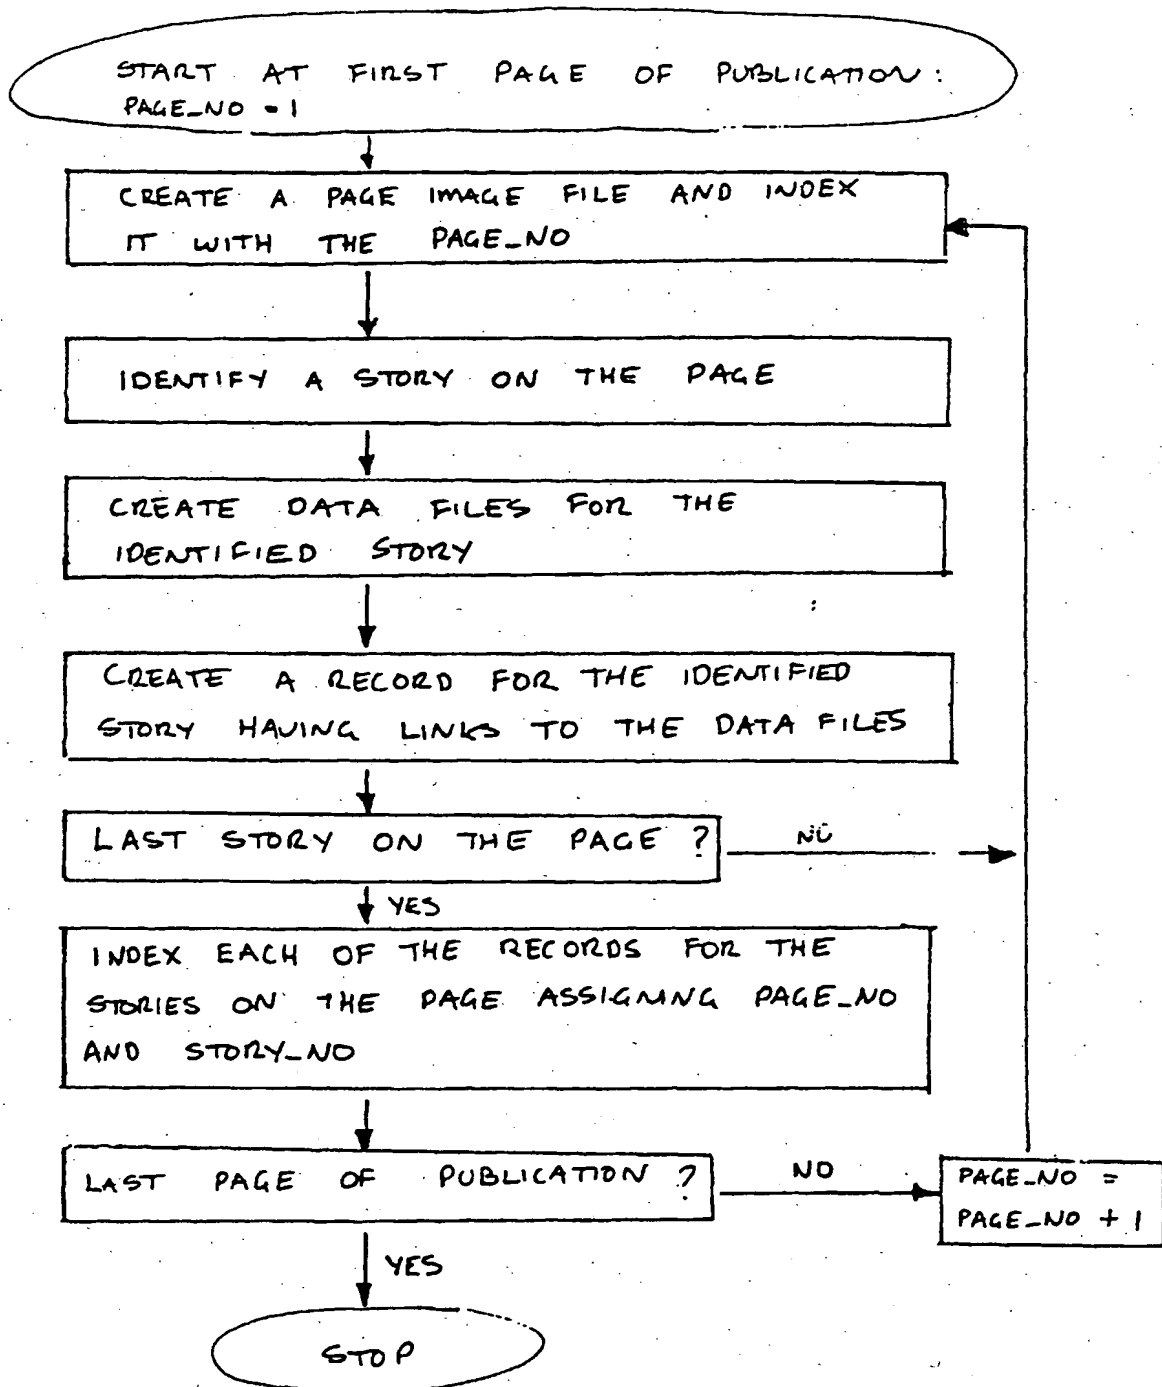 START AT FIRST PAGE OF PUBLICATION:
PAGE_NO = 1
CREATE A PAGE IMAGE FILE AND INDEX
IT WITH THE PAGE_NO
IDENTIFY A STORY ON THE PAGE
CREATE DATA FILES FOR THE
IDENTIFIED STORY
CREATE A RECORD FOR THE IDENTIFIED
STORY HAVING LINKS TO THE DATA FILES
LAST STORY ON THE PAGE ?
NO
YES
INDEX EACH OF THE RECORDS FOR THE
STORIES ON THE PAGE ASSIGNING PAGE_NO
AND STORY_NO
LAST PAGE OF PUBLICATION ?
NO
PAGE_NO =
PAGE_NO + 1
YES
STOP